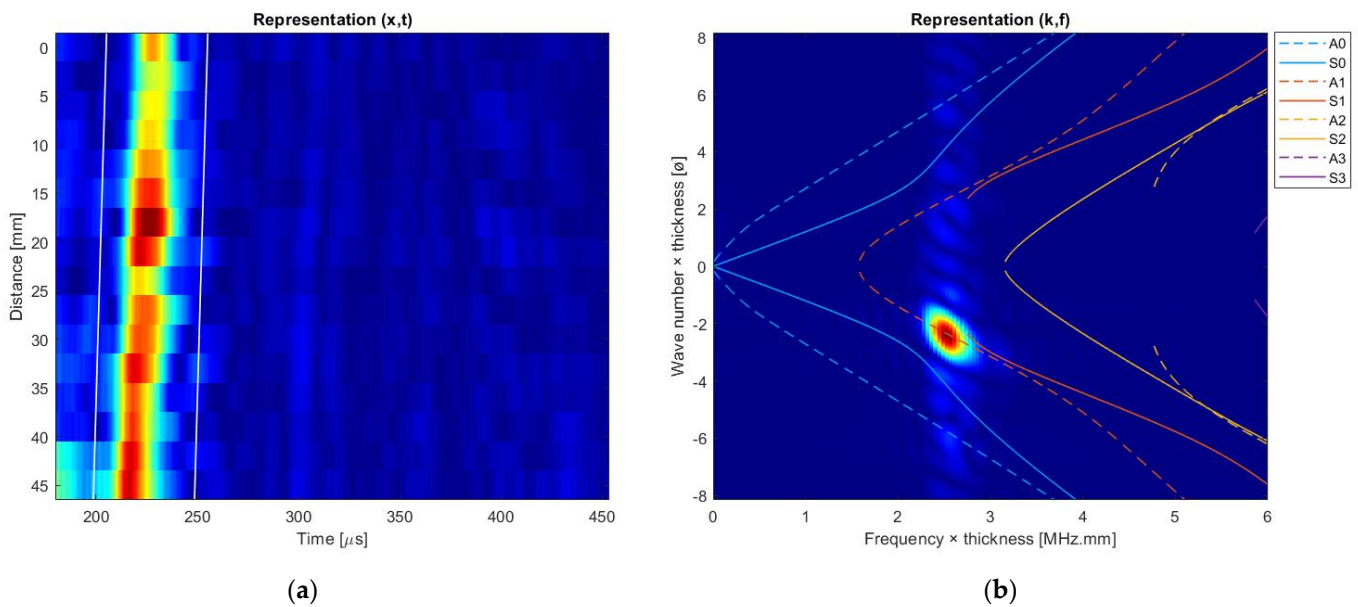 Representation (x,t)
Distance [mm]
0
5
10
15
20
25
30
35
40
45
200 250 300 350 400 450
Time [μs]
(a)
Representation (k,f)
Wave number × thickness [ø]
8
6
4
2
0
-2
-4
-6
-8
0 1 2 3 4 5 6
Frequency × thickness [MHz.mm]
A0
S0
A1
S1
A2
S2
A3
S3
(b)